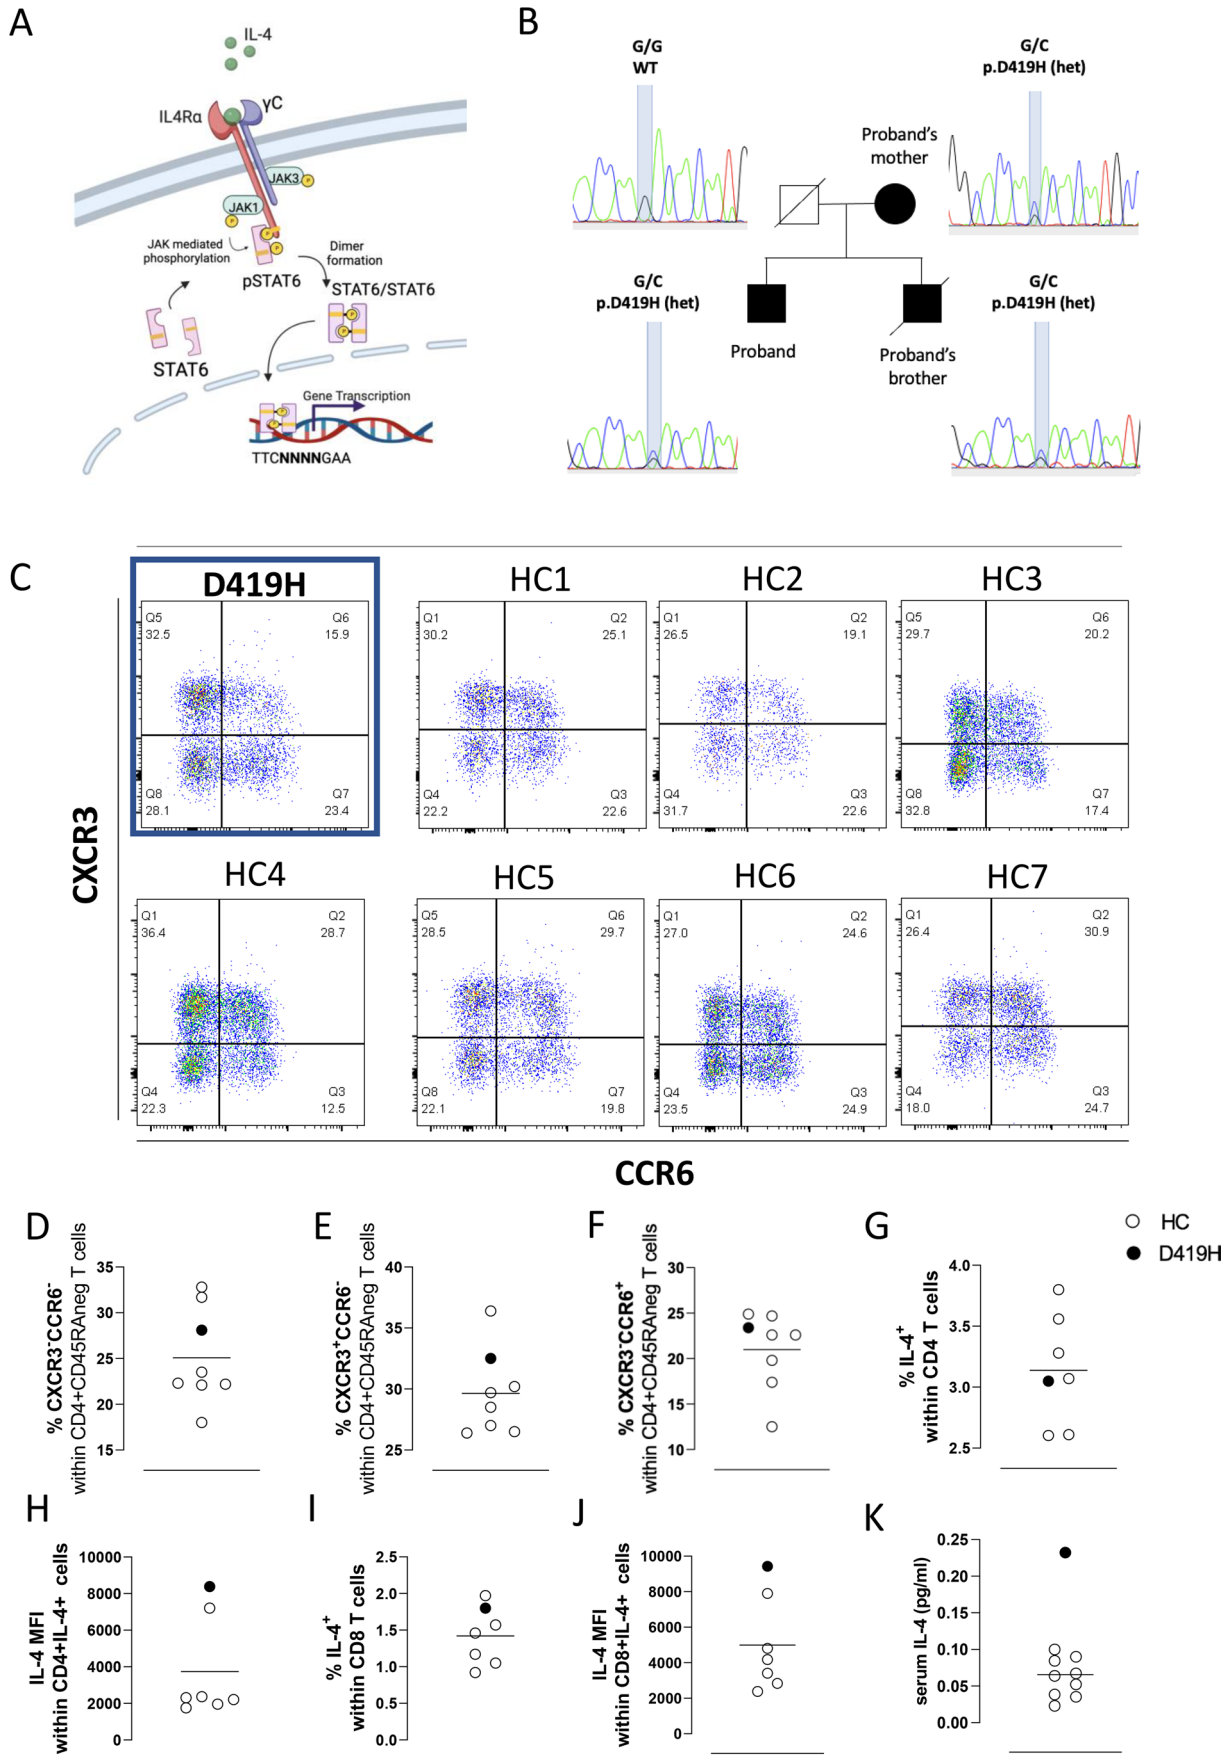 A
IL-4
IL4Rα
γC
JAK3
P
JAK1
P
P
P
P
JAK mediated
phosphorylation
pSTAT6
Dimer
formation
STAT6/STAT6
P
P
STAT6
Gene Transcription
P
P
TTCNNNNGAA
B
G/G
WT
G/C
p.D419H (het)
Proband's
mother
G/C
p.D419H (het)
G/C
p.D419H (het)
Proband
Proband's
brother
C
D419H
HC1
HC2
HC3
Q5
32.5
Q6
15.9
Q8
28.1
Q7
23.4
Q1
30.2
Q2
25.1
Q4
22.2
Q3
22.6
Q1
26.5
Q2
19.1
Q4
31.7
Q3
22.6
Q5
29.7
Q6
20.2
Q8
32.8
Q7
17.4
CXCR3
HC4
HC5
HC6
HC7
Q1
36.4
Q2
28.7
Q4
22.3
Q3
12.5
Q5
28.5
Q6
29.7
Q8
22.1
Q7
19.8
Q1
27.0
Q2
24.6
Q4
23.5
Q3
24.9
Q1
26.4
Q2
30.9
Q4
18.0
Q3
24.7
CCR6
D
% CXCR3-CCR6-
within CD4+CD45RAneg T cells
35
30
25
20
15
E
% CXCR3+CCR6-
within CD4+CD45RAneg T cells
40
35
30
25
F
% CXCR3-CCR6+
within CD4+CD45RAneg T cells
30
25
20
15
10
G
% IL-4+
within CD4 T cells
4.0
3.5
3.0
2.5
HC
D419H
H
IL-4 MFI
within CD4+IL-4+ cells
10000
8000
6000
4000
2000
0
I
% IL-4+
within CD8 T cells
2.5
2.0
1.5
1.0
0.5
0.0
J
IL-4 MFI
within CD8+IL-4+ cells
10000
8000
6000
4000
2000
0
K
serum IL-4 (pg/ml)
0.25
0.20
0.15
0.10
0.05
0.00